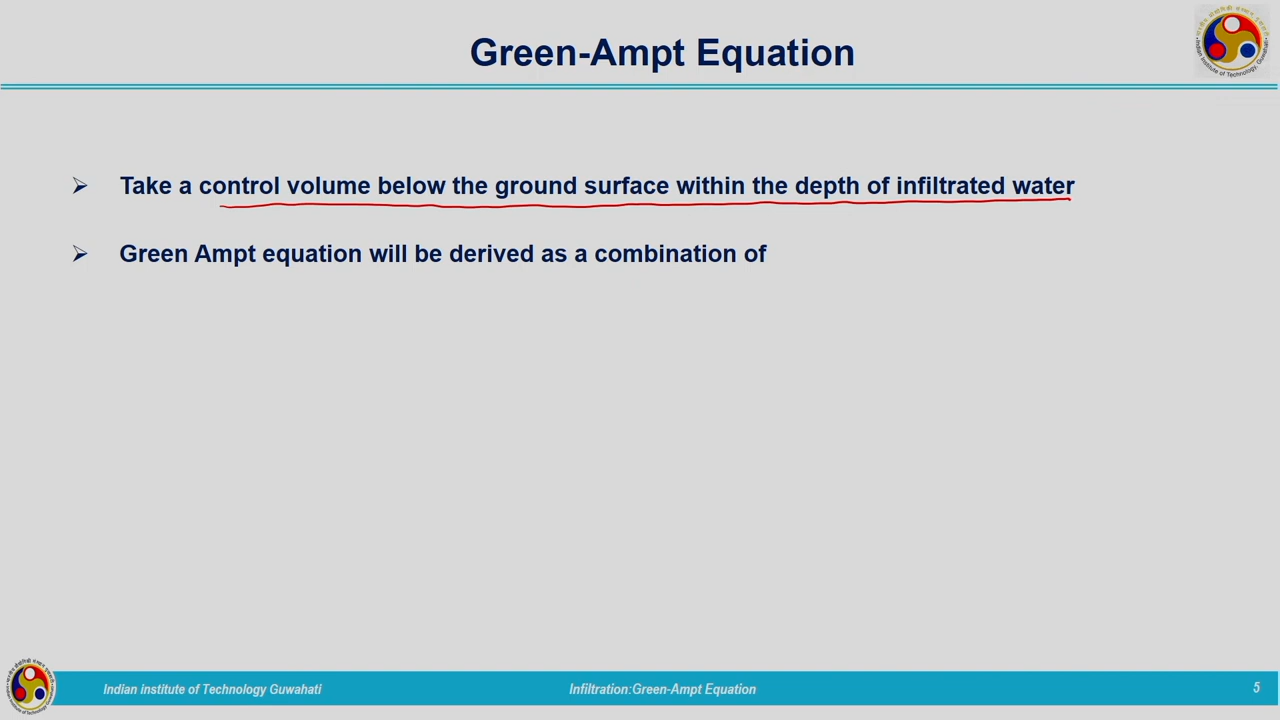 Green-Ampt Equation
Take a control volume below the ground surface within the depth of infiltrated water
Green Ampt equation will be derived as a combination of
Indian institute of Technology Guwahati
Infiltration:Green-Ampt Equation
5